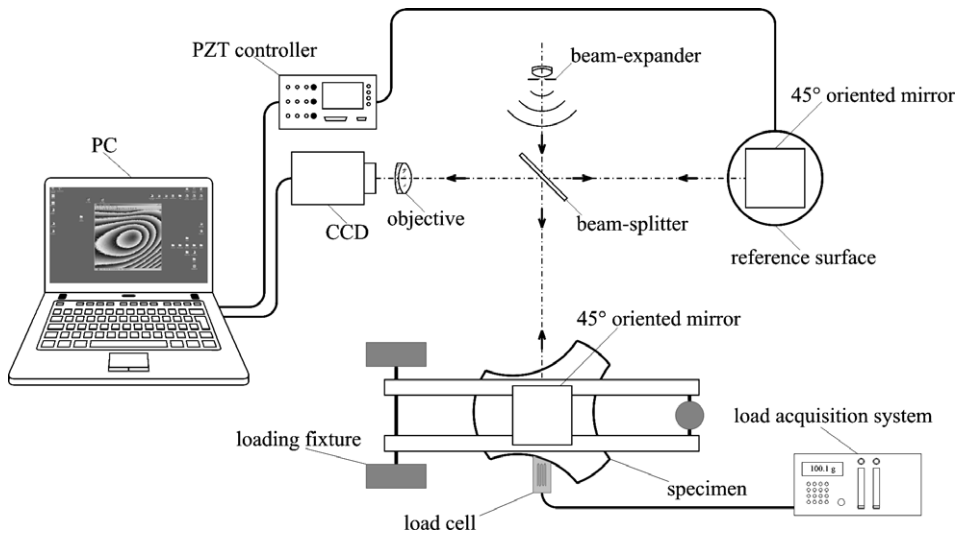 PZT controller
beam-expander
45° oriented mirror
PC
CCD
objective
beam-splitter
reference surface
45° oriented mirror
load acquisition system
loading fixture
100.1 g
specimen
load cell